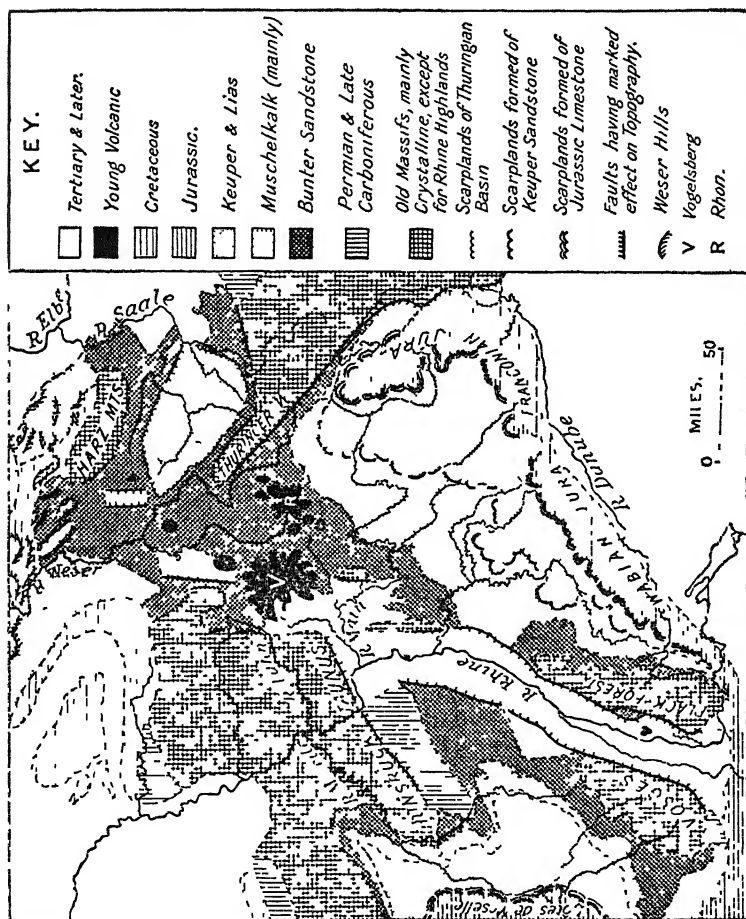 KEY.
Tertiary & Later.
Young Volcanic
Cretaceous
Jurassic.
Keuper & Lias
Muschelkalk (mainly)
Bunter Sandstone
Permian & Late
Carboniferous
Old Massifs, mainly
Crystalline, except
for Rhine Highlands
Scarplands of Thuringian
Basin
Scarplands formed of
Keuper Sandstone
Scarplands formed of
Jurassic Limestone
Faults having marked
effect on Topography.
Weser Hills
V Vogelsberg
R Rhon.
R Elbe
R Saale
HARZ MTS.
R Weser
THURINGER
V
R Main
TAUNUS
HUNSRUCK
R Rhine
FRANCONIAN JURA
SWABIAN JURA
R Danube
BLACK FOREST
VOSGES
MILES.
0 50